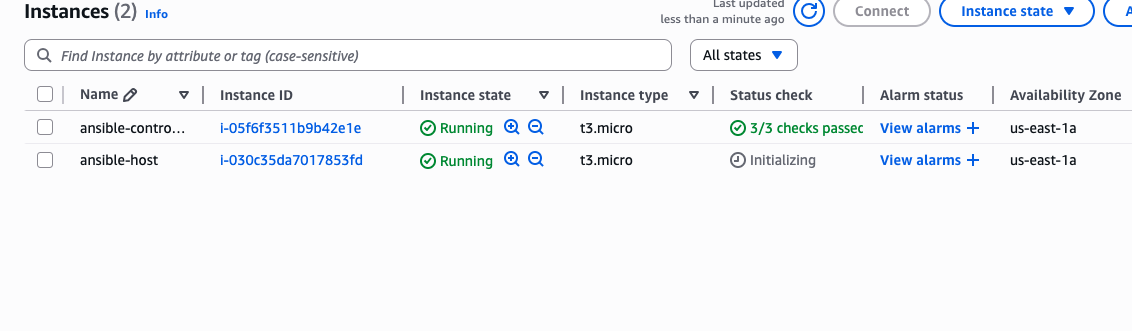 Instances (2) Info
Last updated
less than a minute ago
Connect
Instance state
Find Instance by attribute or tag (case-sensitive)
All states
Name Instance ID Instance state Instance type Status check Alarm status Availability Zone
ansible-contro... i-05f6f3511b9b42e1e Running t3.micro 3/3 checks passec View alarms + us-east-1a
ansible-host i-030c35da7017853fd Running t3.micro Initializing View alarms + us-east-1a